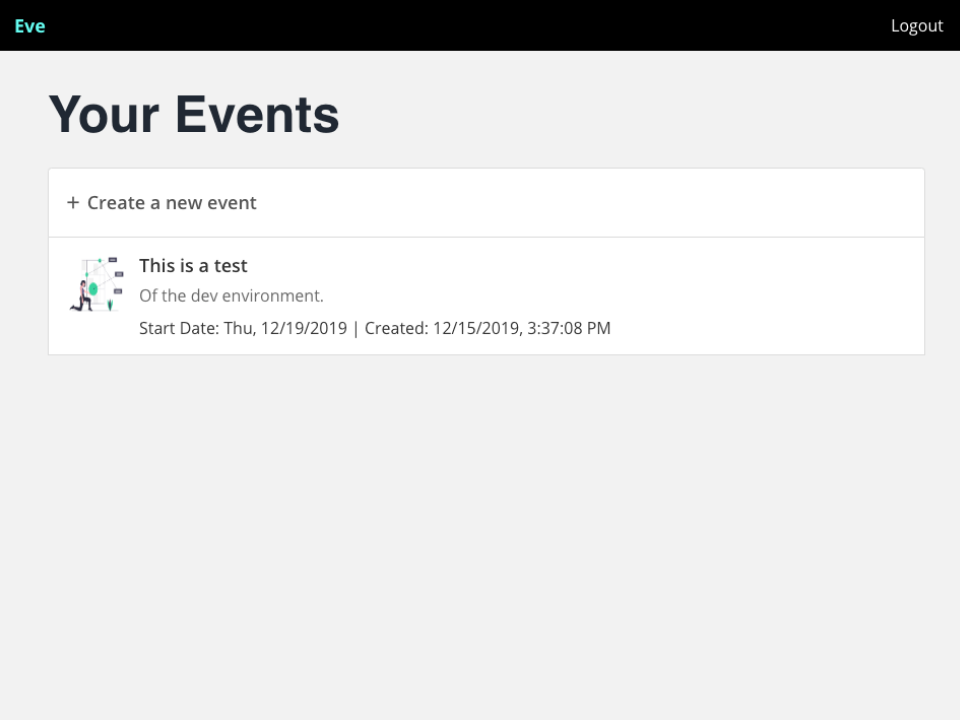 Eve
Logout
Your Events
+ Create a new event
This is a test
Of the dev environment.
Start Date: Thu, 12/19/2019 | Created: 12/15/2019, 3:37:08 PM